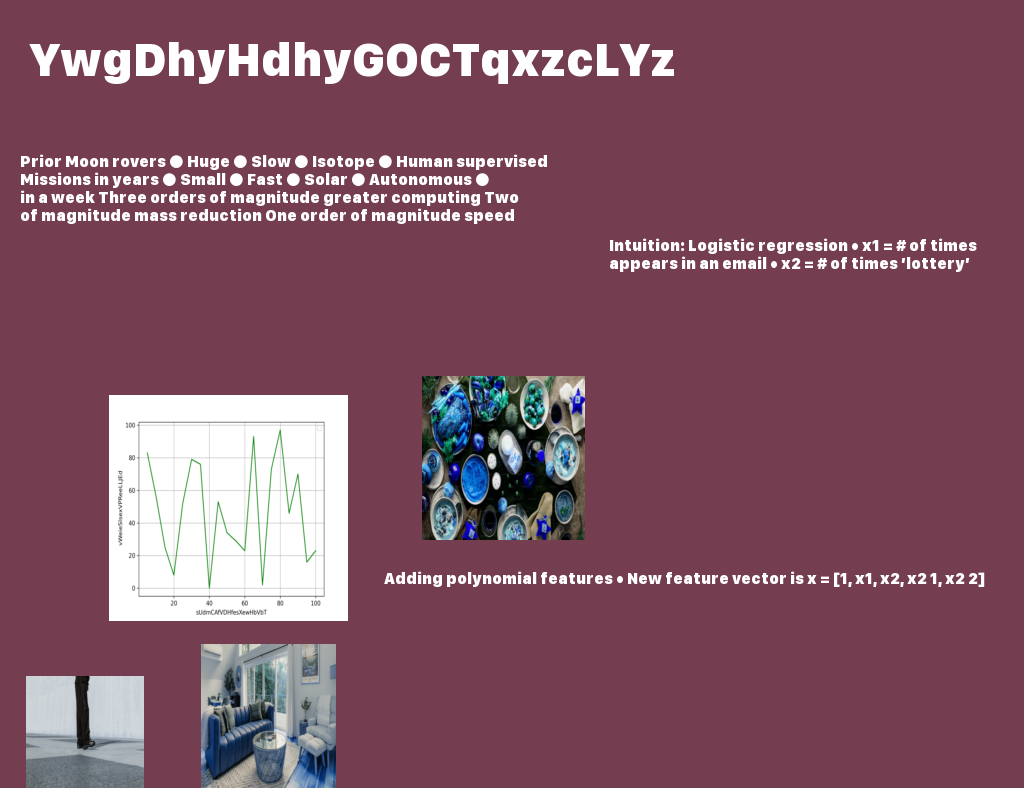 YwgDhyHdhyGOCTqxzcLYz
Prior Moon rovers ● Huge ● Slow ● Isotope ● Human supervised
Missions in years ● Small ● Fast ● Solar ● Autonomous ●
in a week Three orders of magnitude greater computing Two
of magnitude mass reduction One order of magnitude speed
Intuition: Logistic regression • x1 = # of times
appears in an email • x2 = # of times 'lottery'
100
80
60
40
20
0
20 40 60 80 100
Adding polynomial features • New feature vector is x = [1, x1, x2, x2 1, x2 2]